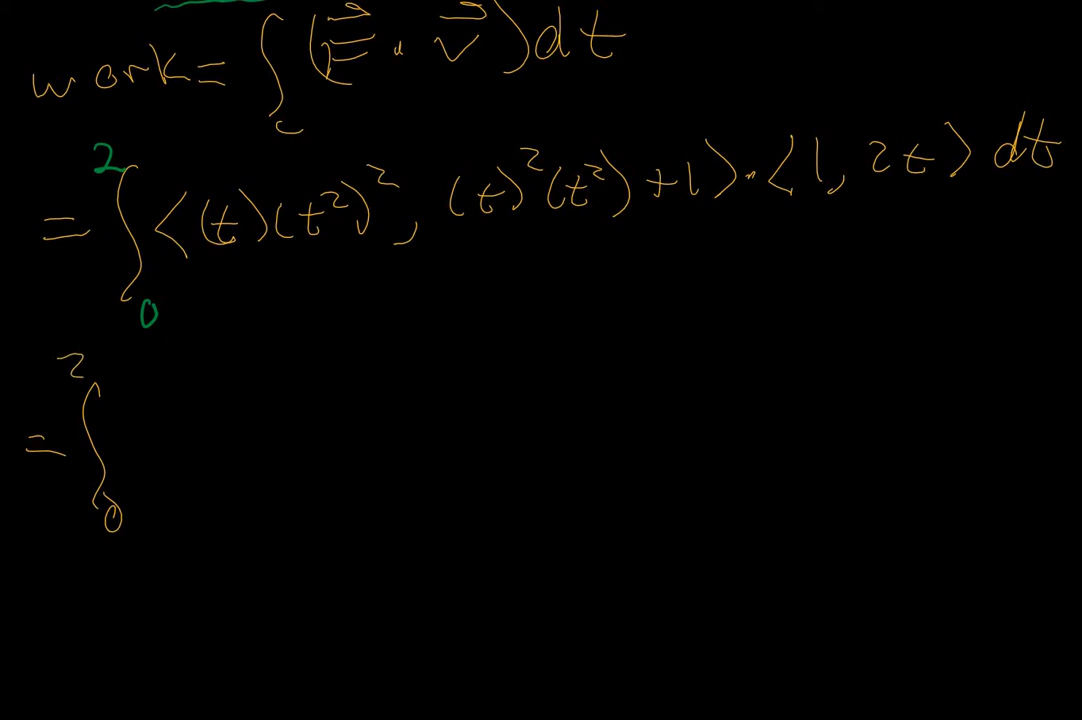 work = ∫_C (F⃗ · v⃗) dt
= ∫_0^2 ⟨(t)(t²)², (t)²(t²) + 1⟩ · ⟨1, 2t⟩ dt
= ∫_0^2